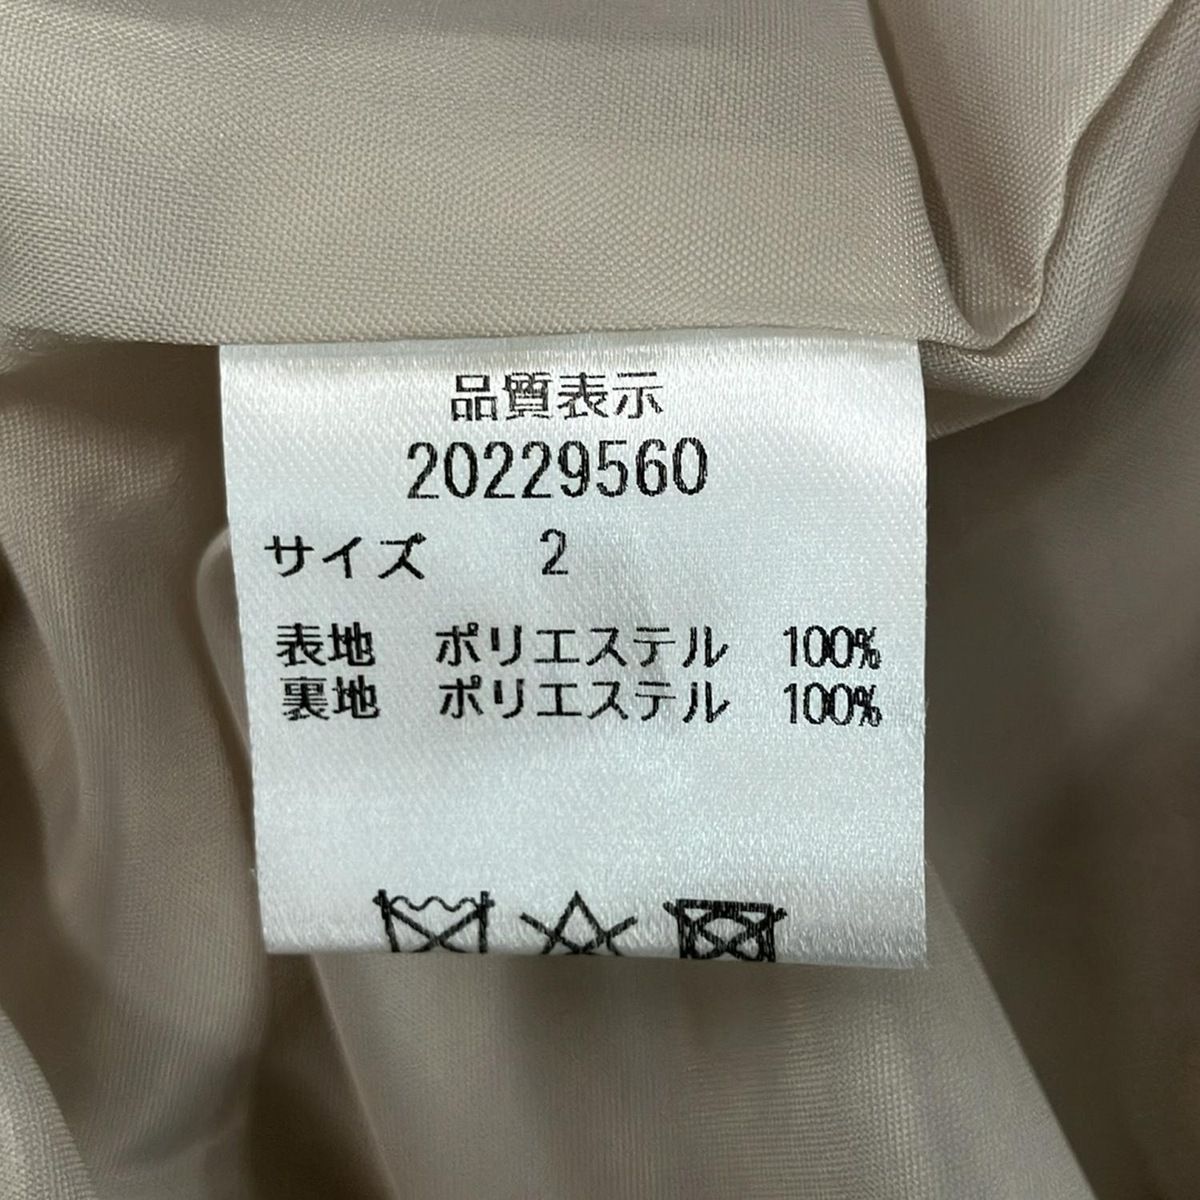 品質表示
20229560
サイズ 2
表地 ポリエステル 100%
裏地 ポリエステル 100%